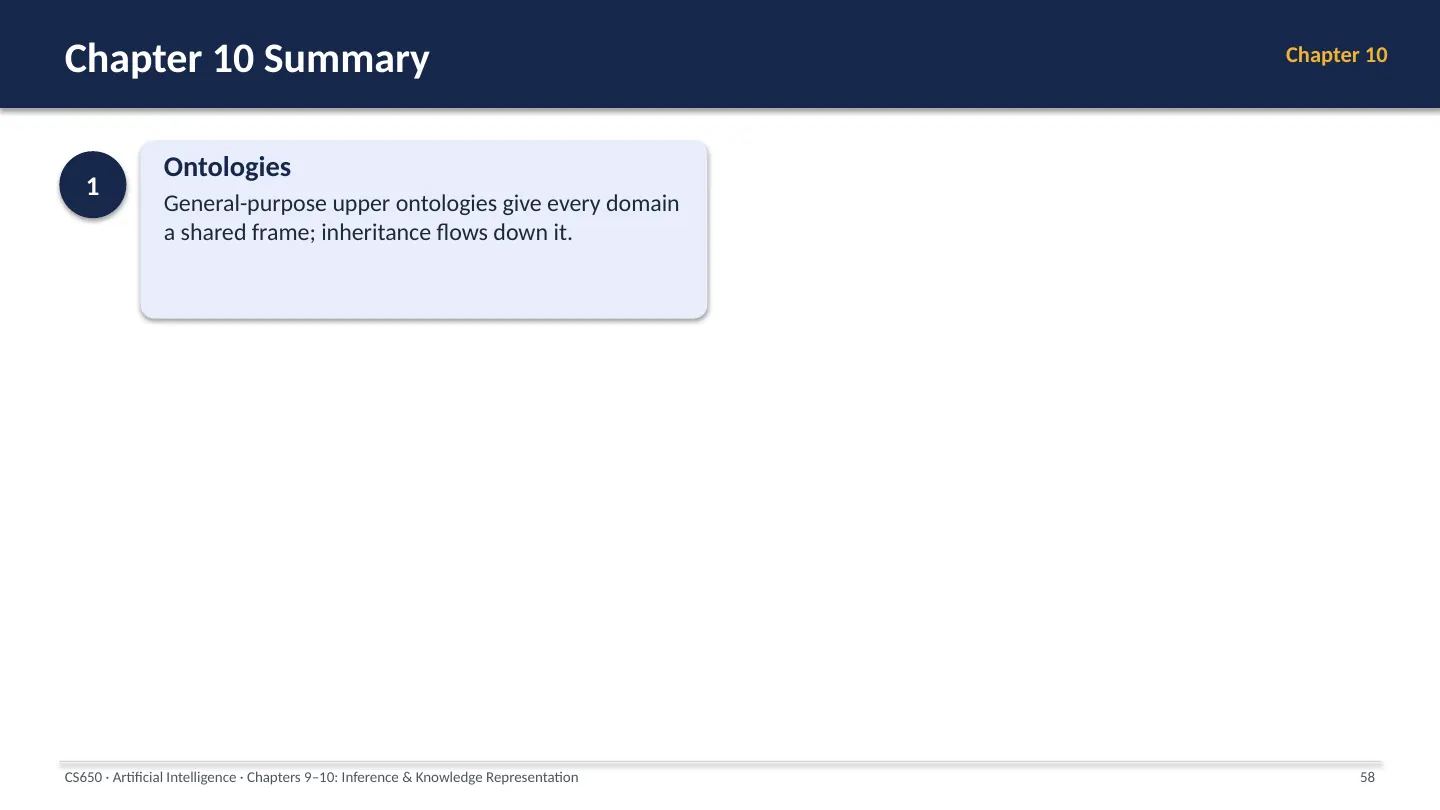 Chapter 10 Summary
Chapter 10
1
Ontologies
General-purpose upper ontologies give every domain
a shared frame; inheritance flows down it.
CS650 · Artificial Intelligence · Chapters 9–10: Inference & Knowledge Representation
58